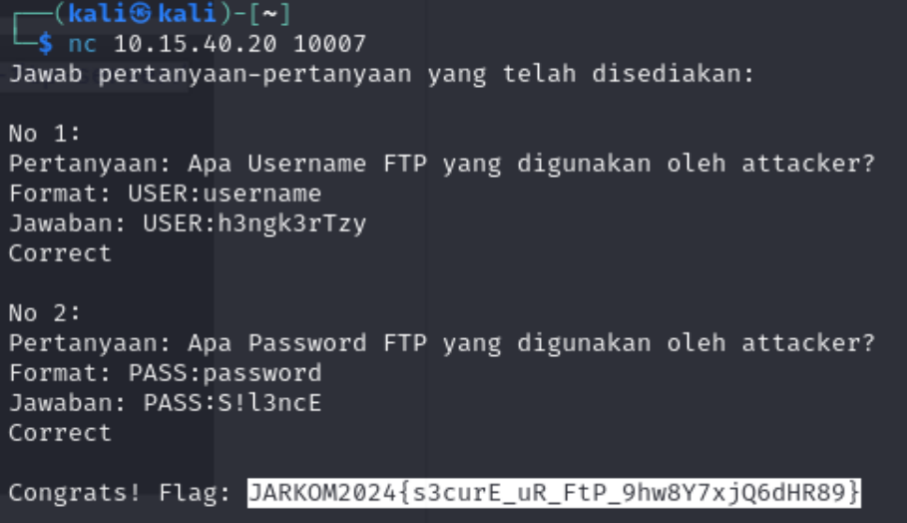 (kali㉿kali)-[~]
$ nc 10.15.40.20 10007
Jawab pertanyaan-pertanyaan yang telah disediakan:
No 1:
Pertanyaan: Apa Username FTP yang digunakan oleh attacker?
Format: USER:username
Jawaban: USER:h3ngk3rTzy
Correct
No 2:
Pertanyaan: Apa Password FTP yang digunakan oleh attacker?
Format: PASS:password
Jawaban: PASS:S!l3ncE
Correct
Congrats! Flag: JARKOM2024{s3curE_uR_FtP_9hw8Y7xjQ6dHR89}